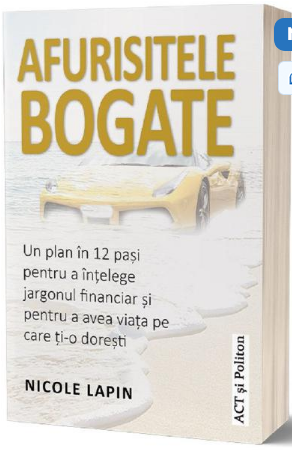 AFURISITELE
BOGATE
Un plan în 12 pași
pentru a înțelege
jargonul financiar și
pentru a avea viața pe
care ți-o dorești
NICOLE LAPIN
ACT și Politon